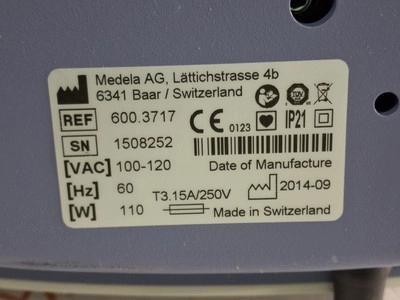 Medela AG, Lättichstrasse 4b
6341 Baar / Switzerland
REF 600.3717
CE 0123 IP21
SN 1508252
[VAC] 100-120 Date of Manufacture
[Hz] 60 T3.15A/250V 2014-09
[W] 110 Made in Switzerland